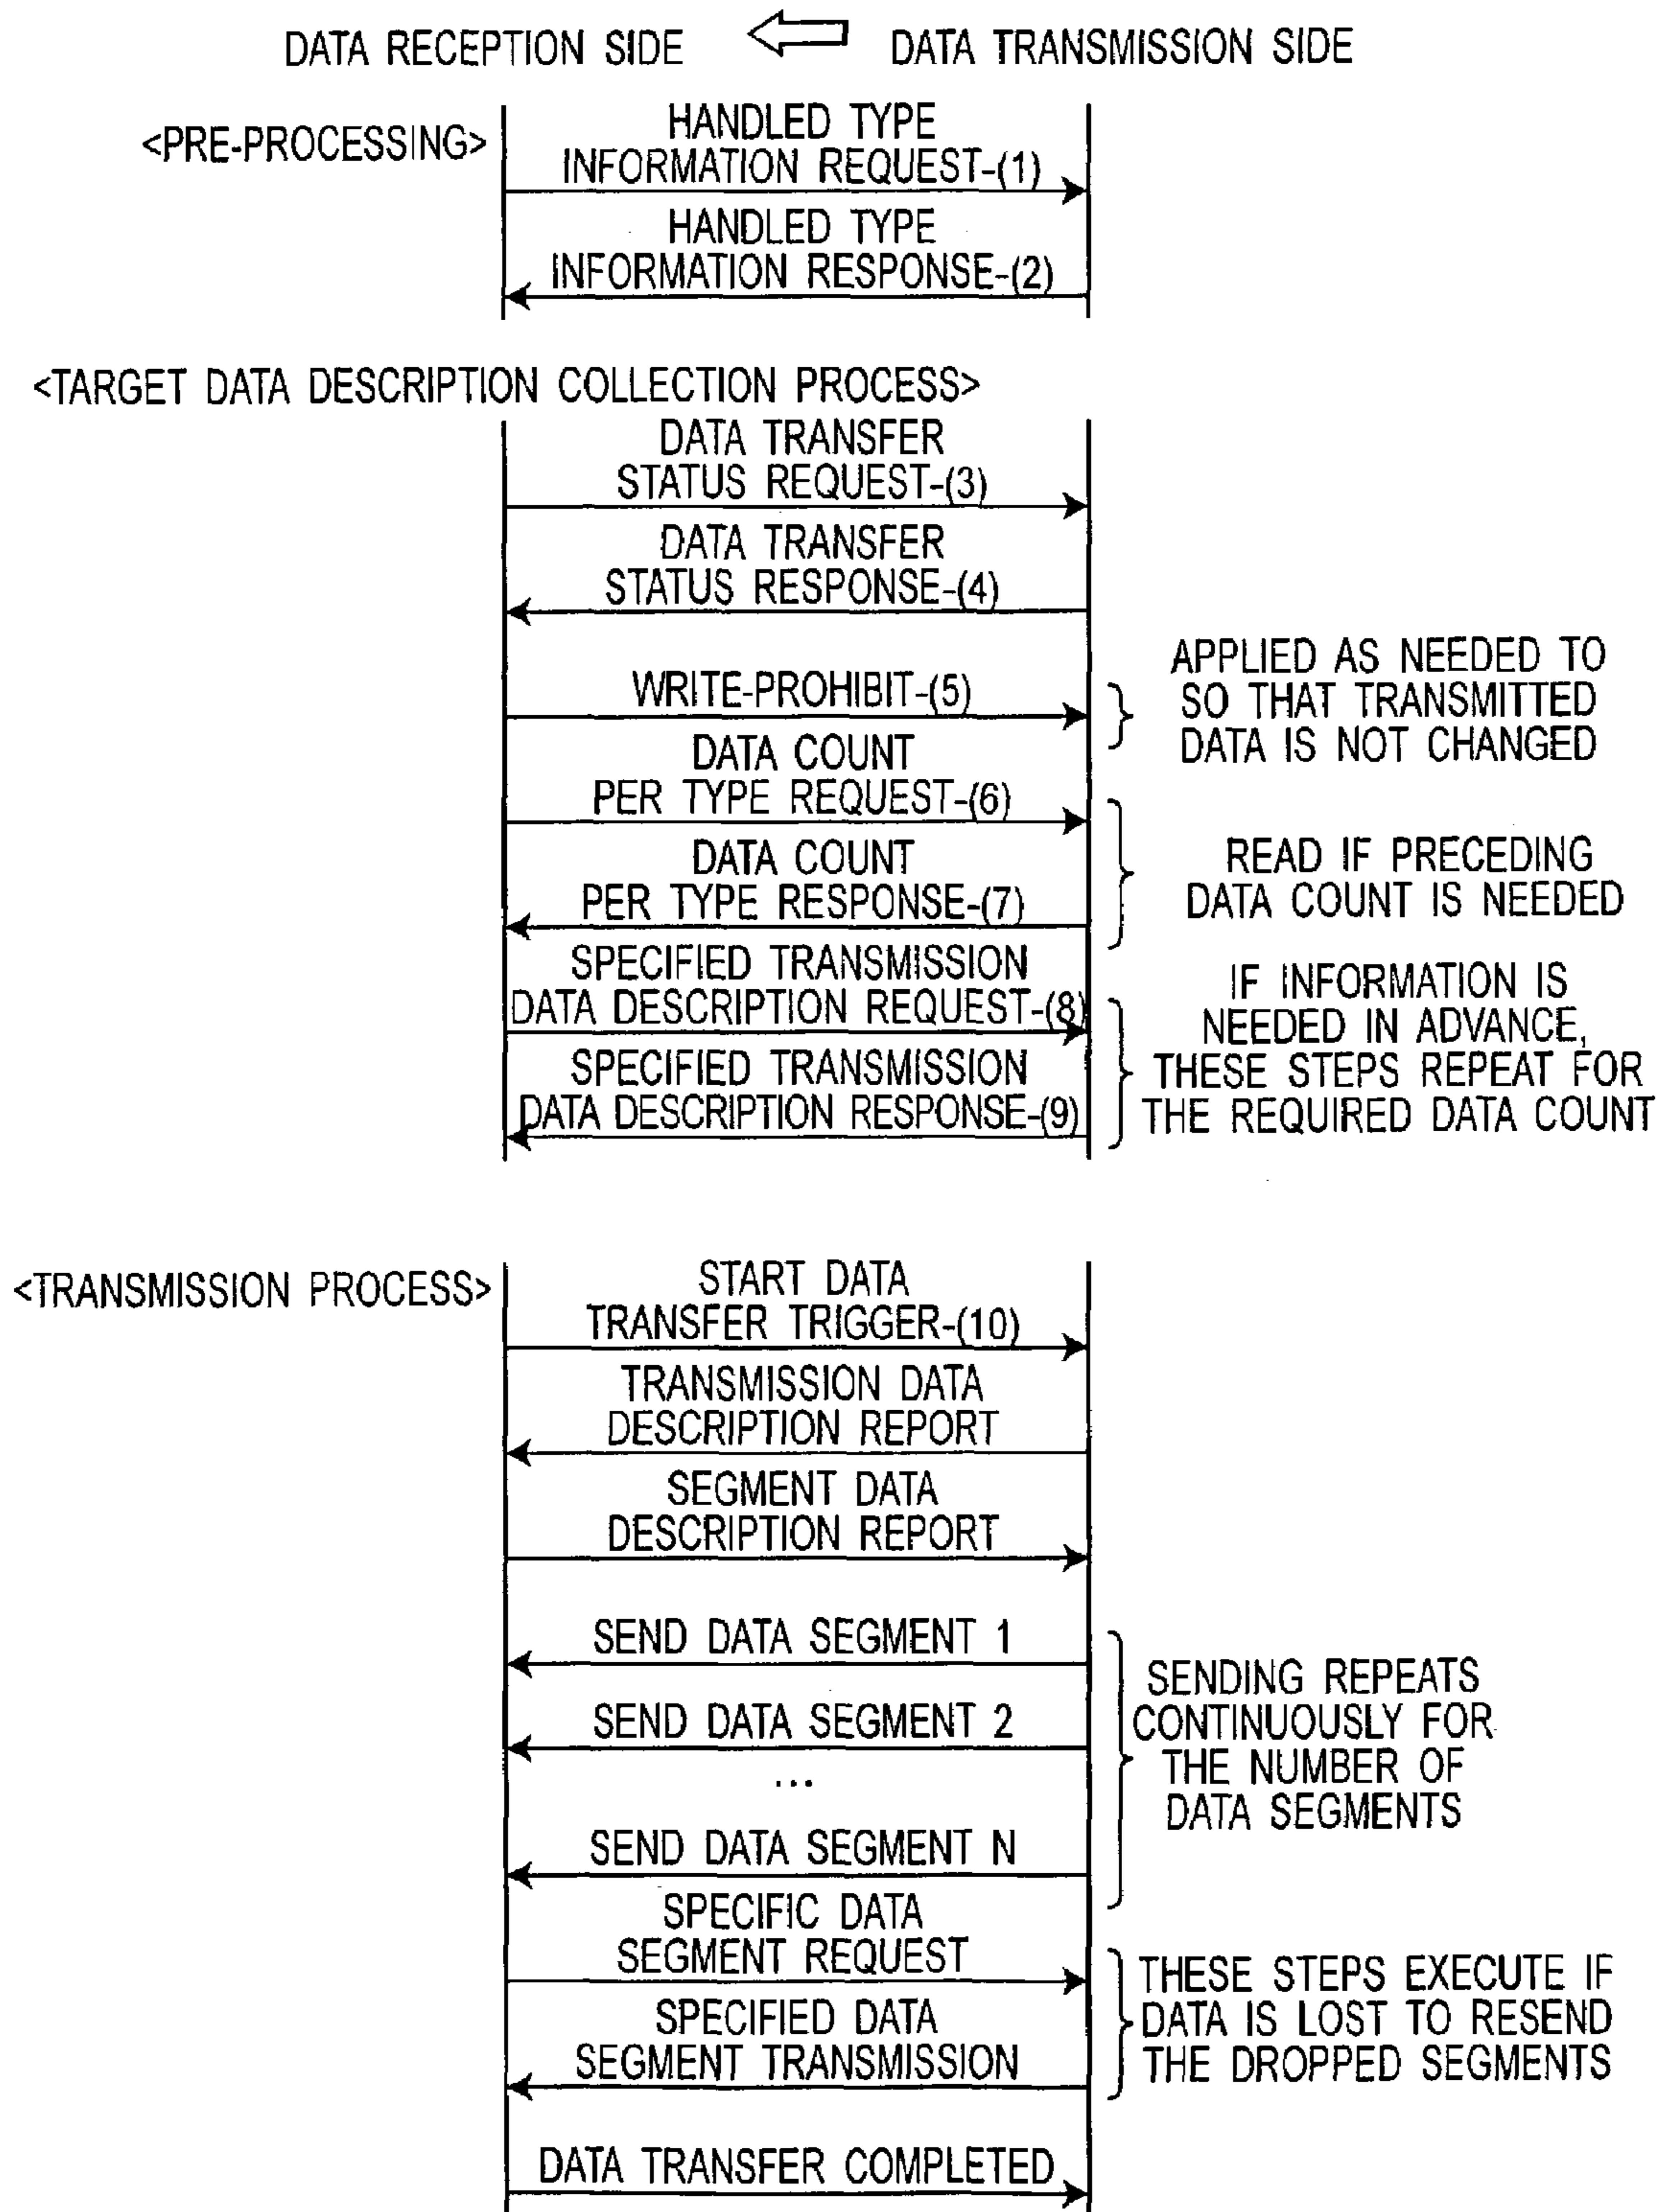 DATA RECEPTION SIDE
DATA TRANSMISSION SIDE
<PRE-PROCESSING>
HANDLED TYPE
INFORMATION REQUEST-(1)
HANDLED TYPE
INFORMATION RESPONSE-(2)
<TARGET DATA DESCRIPTION COLLECTION PROCESS>
DATA TRANSFER
STATUS REQUEST-(3)
DATA TRANSFER
STATUS RESPONSE-(4)
WRITE-PROHIBIT-(5)
APPLIED AS NEEDED TO
SO THAT TRANSMITTED
DATA IS NOT CHANGED
DATA COUNT
PER TYPE REQUEST-(6)
DATA COUNT
PER TYPE RESPONSE-(7)
READ IF PRECEDING
DATA COUNT IS NEEDED
SPECIFIED TRANSMISSION
DATA DESCRIPTION REQUEST-(8)
SPECIFIED TRANSMISSION
DATA DESCRIPTION RESPONSE-(9)
IF INFORMATION IS
NEEDED IN ADVANCE,
THESE STEPS REPEAT FOR
THE REQUIRED DATA COUNT
<TRANSMISSION PROCESS>
START DATA
TRANSFER TRIGGER-(10)
TRANSMISSION DATA
DESCRIPTION REPORT
SEGMENT DATA
DESCRIPTION REPORT
SEND DATA SEGMENT 1
SEND DATA SEGMENT 2
...
SEND DATA SEGMENT N
SENDING REPEATS
CONTINUOUSLY FOR
THE NUMBER OF
DATA SEGMENTS
SPECIFIC DATA
SEGMENT REQUEST
SPECIFIED DATA
SEGMENT TRANSMISSION
THESE STEPS EXECUTE IF
DATA IS LOST TO RESEND
THE DROPPED SEGMENTS
DATA TRANSFER COMPLETED